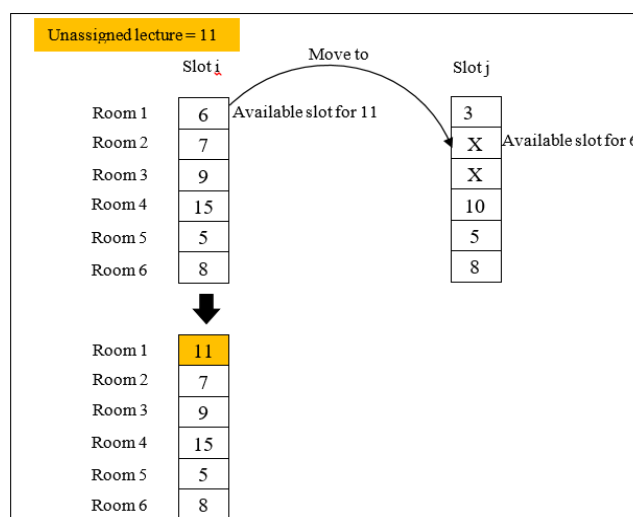 Unassigned lecture = 11
Move to
Slot i
Slot j
Room 1 6 Available slot for 11 3
Room 2 7 X Available slot for 6
Room 3 9 X
Room 4 15 10
Room 5 5 5
Room 6 8 8
Room 1 11
Room 2 7
Room 3 9
Room 4 15
Room 5 5
Room 6 8